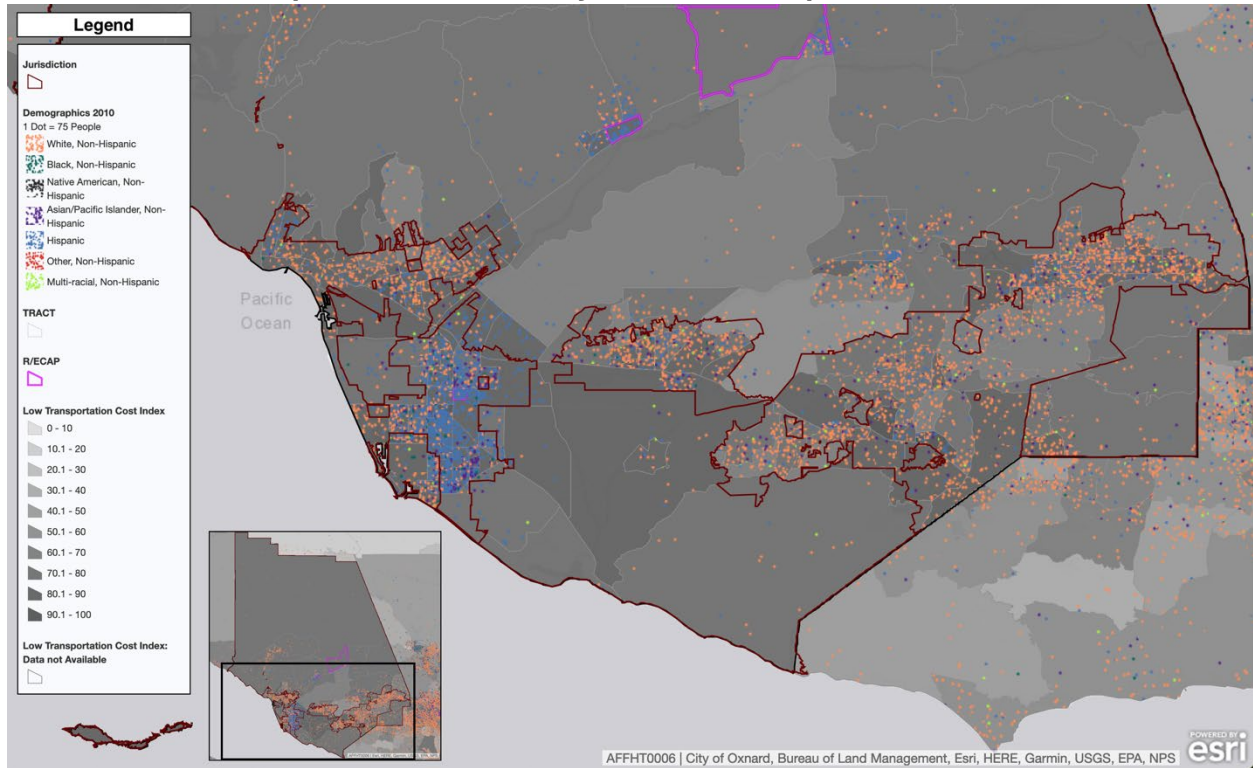 Legend
Jurisdiction
Demographics 2010
1 Dot = 75 People
White, Non-Hispanic
Black, Non-Hispanic
Native American, Non-
Hispanic
Asian/Pacific Islander, Non-
Hispanic
Hispanic
Other, Non-Hispanic
Multi-racial, Non-Hispanic
TRACT
R/ECAP
Low Transportation Cost Index
0 - 10
10.1 - 20
20.1 - 30
30.1 - 40
40.1 - 50
50.1 - 60
60.1 - 70
70.1 - 80
80.1 - 90
90.1 - 100
Low Transportation Cost Index:
Data not Available
Pacific
Ocean
AFFHT0006 | City of Oxnard, Bureau of Land Management, Esri, HERE, Garmin, USGS, EPA, NPS
POWERED BY
esri